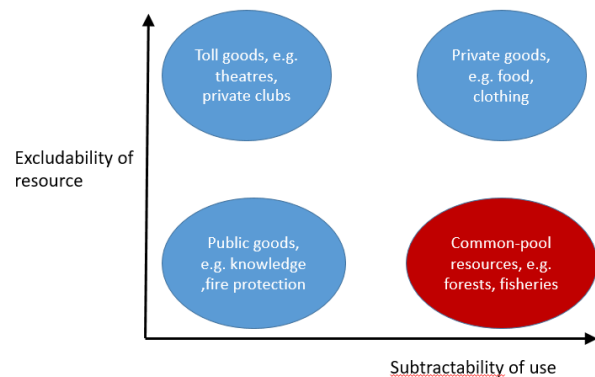 Toll goods, e.g.
theatres,
private clubs
Private goods,
e.g. food,
clothing
Excludability of
resource
Public goods,
e.g. knowledge
,fire protection
Common-pool
resources, e.g.
forests, fisheries
Subtractability of use